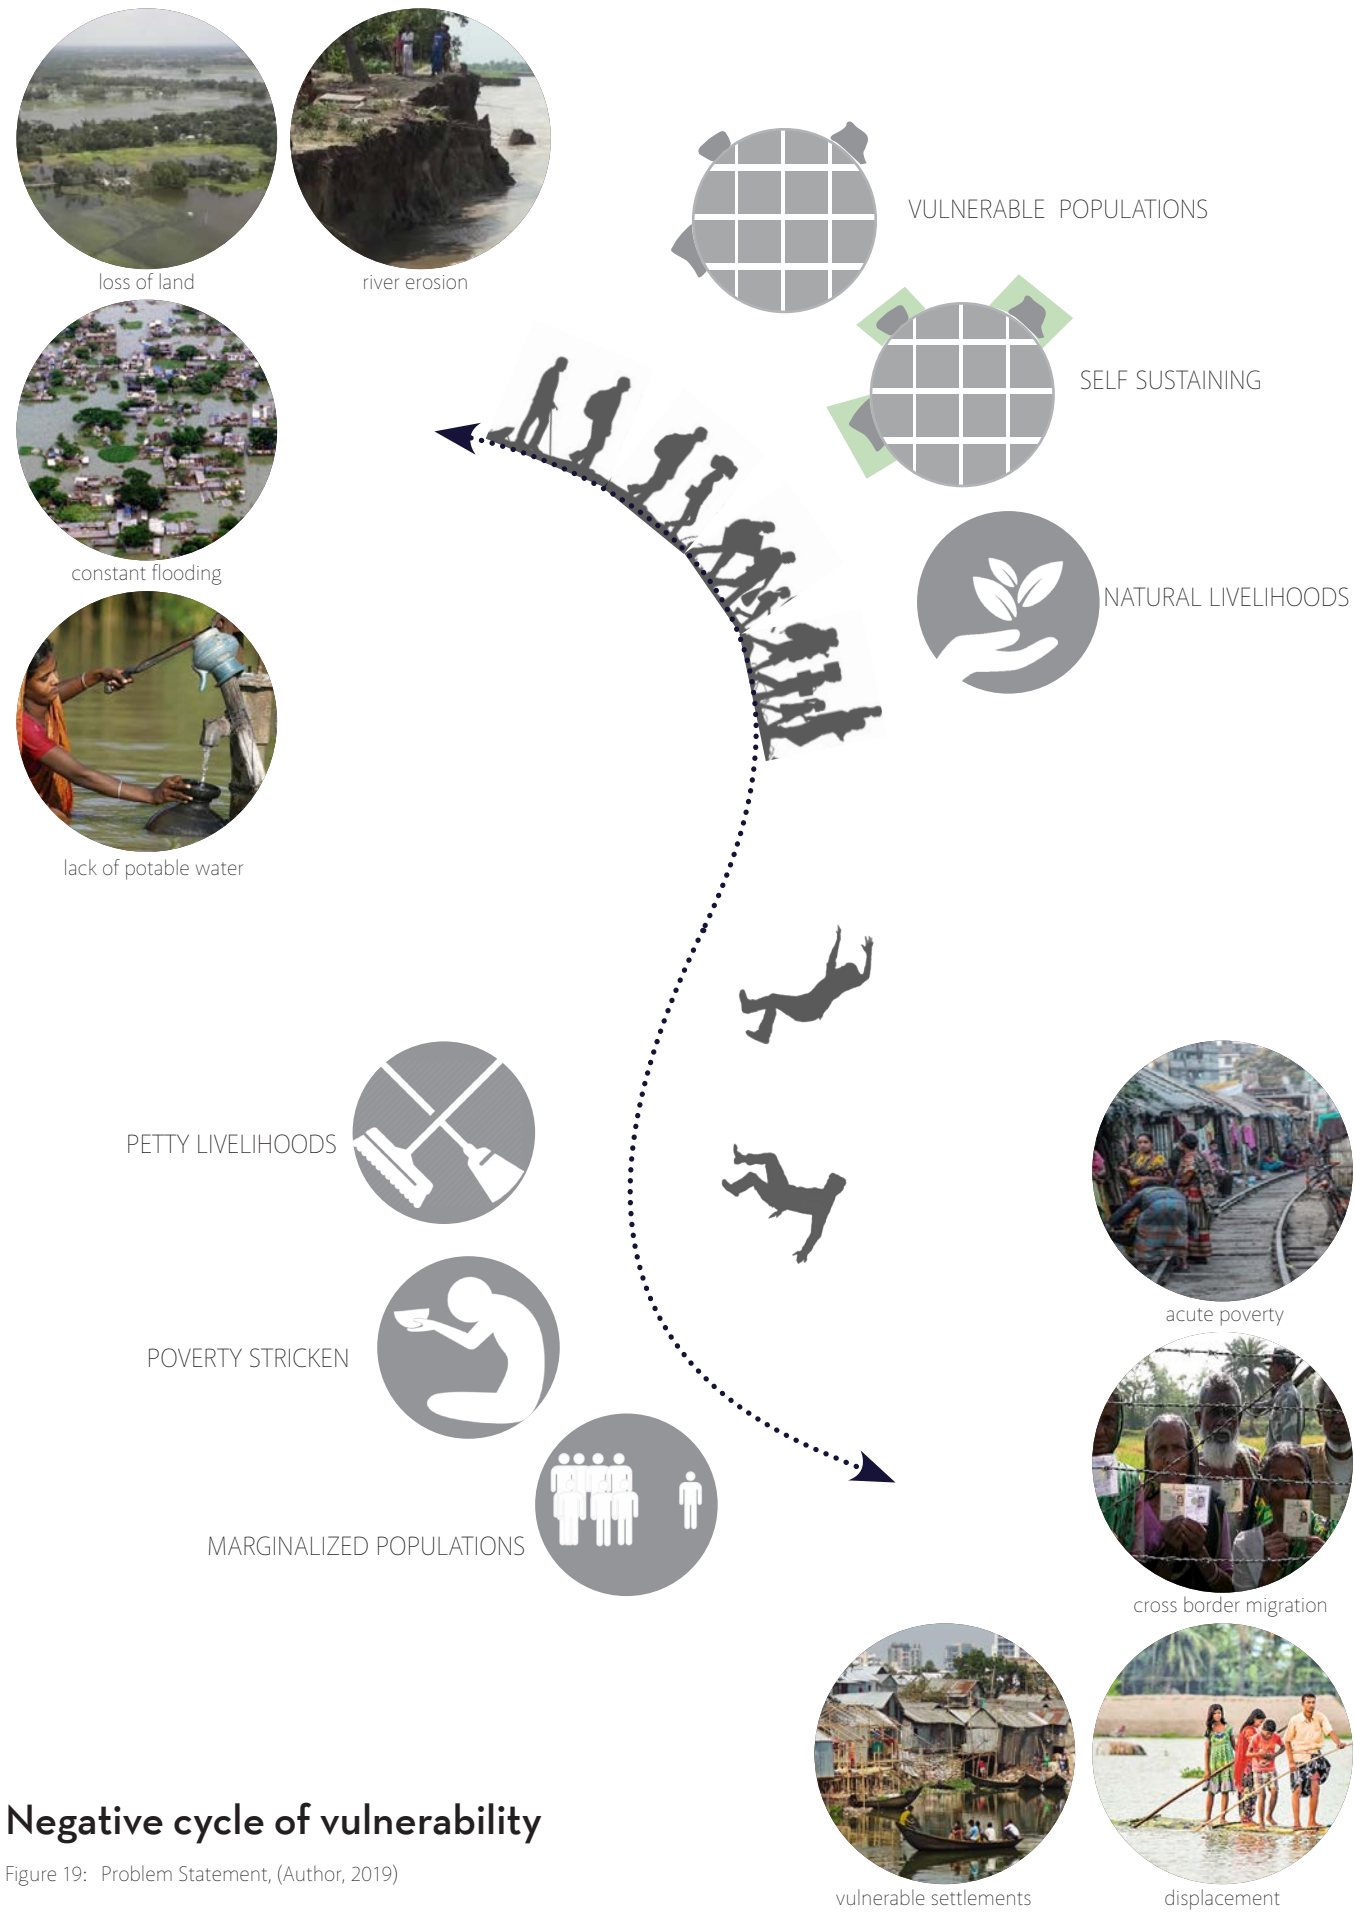 loss of land
river erosion
VULNERABLE POPULATIONS
SELF SUSTAINING
constant flooding
NATURAL LIVELIHOODS
lack of potable water
PETTY LIVELIHOODS
acute poverty
POVERTY STRICKEN
MARGINALIZED POPULATIONS
cross border migration
Negative cycle of vulnerability
Figure 19: Problem Statement, (Author, 2019)
vulnerable settlements
displacement